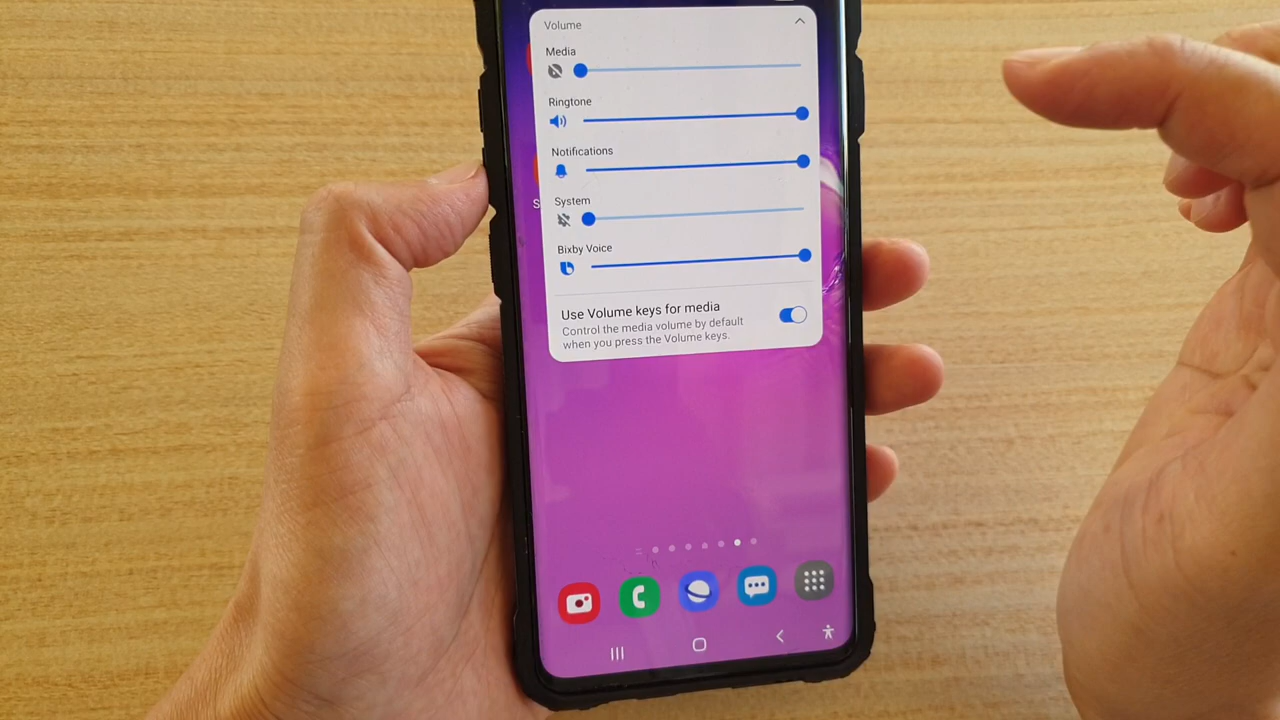 Volume
Media
Ringtone
Notifications
System
S
Bixby Voice
Use Volume keys for media
Control the media volume by default
when you press the Volume keys.